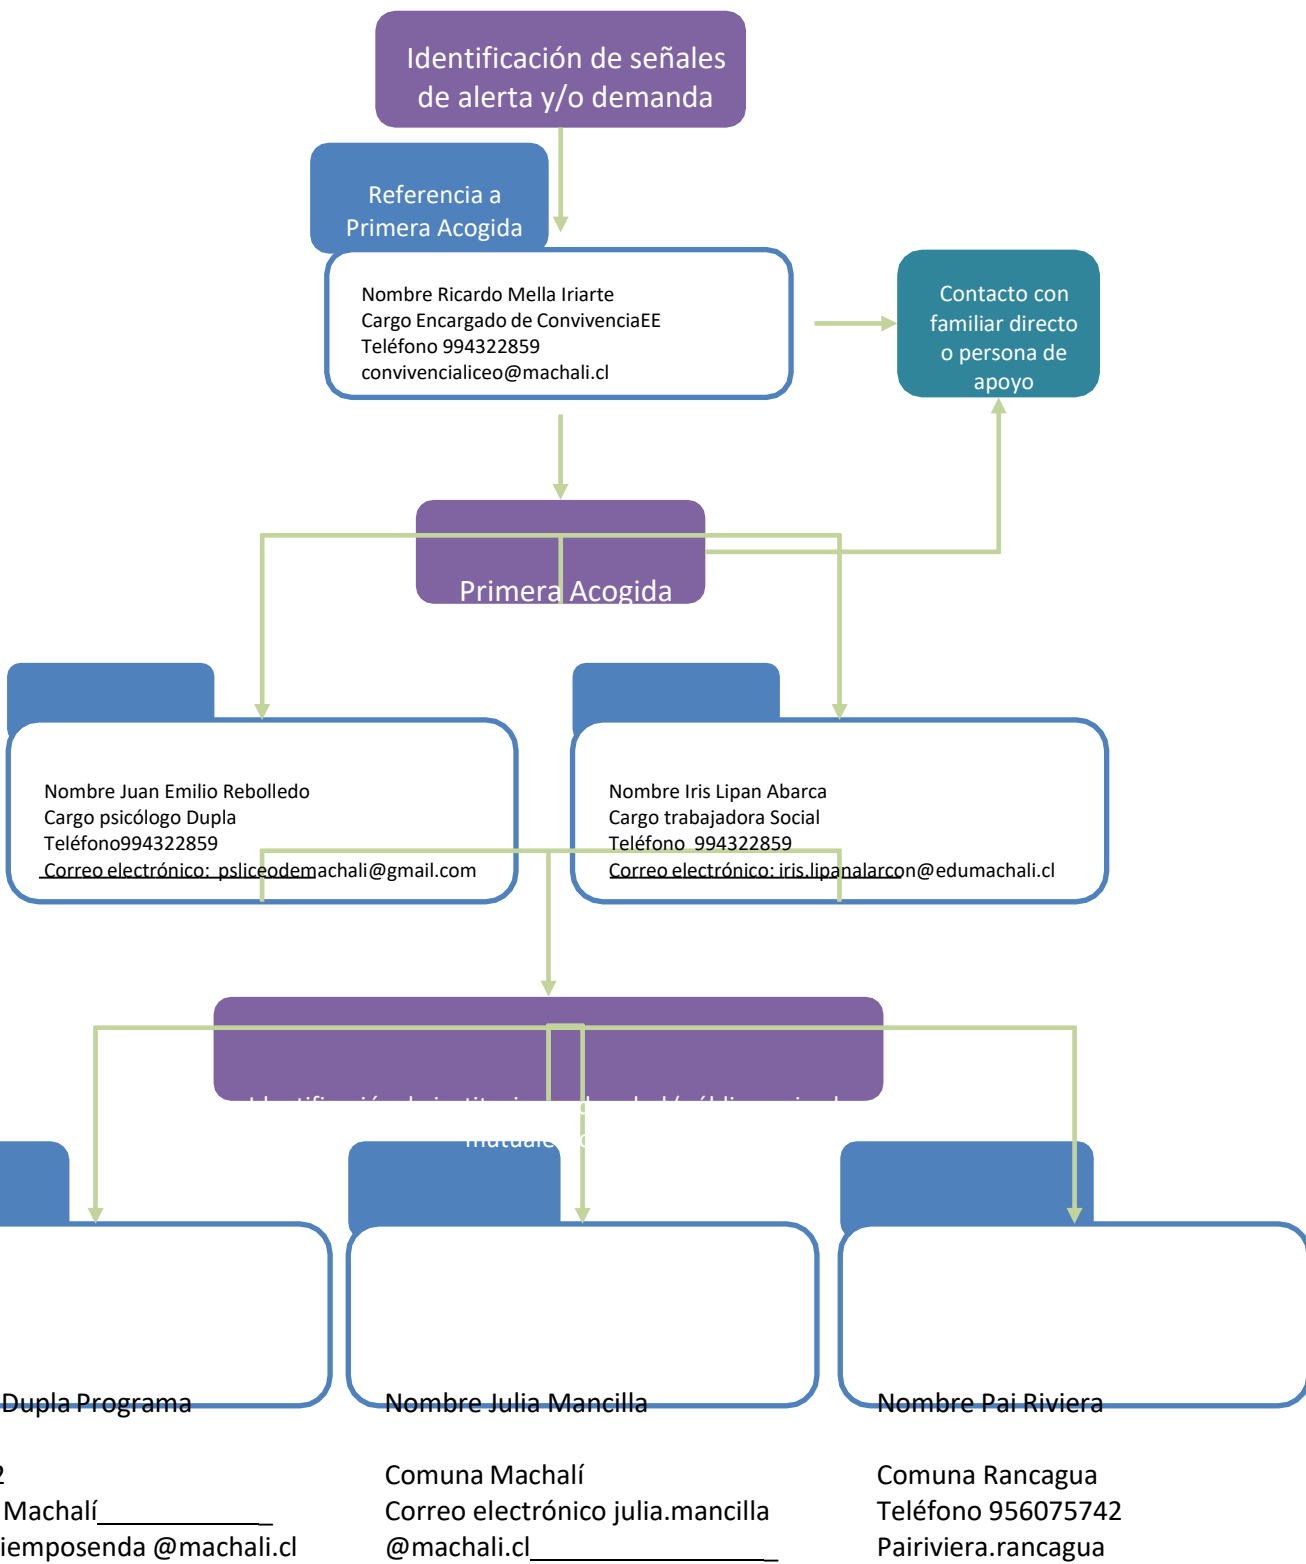 Identificación de señales
de alerta y/o demanda
Referencia a
Primera Acogida
Nombre Ricardo Mella Iriarte
Cargo Encargado de ConvivenciaEE
Teléfono 994322859
convivencialiceo@machali.cl
Contacto con
familiar directo
o persona de
apoyo
Primera Acogida
Nombre Juan Emilio Rebolledo
Cargo psicólogo Dupla
Teléfono994322859
Correo electrónico: psliceodemachali@gmail.com
Nombre Iris Lipan Abarca
Cargo trabajadora Social
Teléfono 994322859
Correo electrónico: iris.lipanalarcon@edumachali.cl
Dupla Programa
2
Machalí_
iemposenda @machali.cl
Nombre Julia Mancilla
Comuna Machalí
Correo electrónico julia.mancilla
@machali.cl_
Nombre Pai Riviera
Comuna Rancagua
Teléfono 956075742
Pairiviera.rancagua